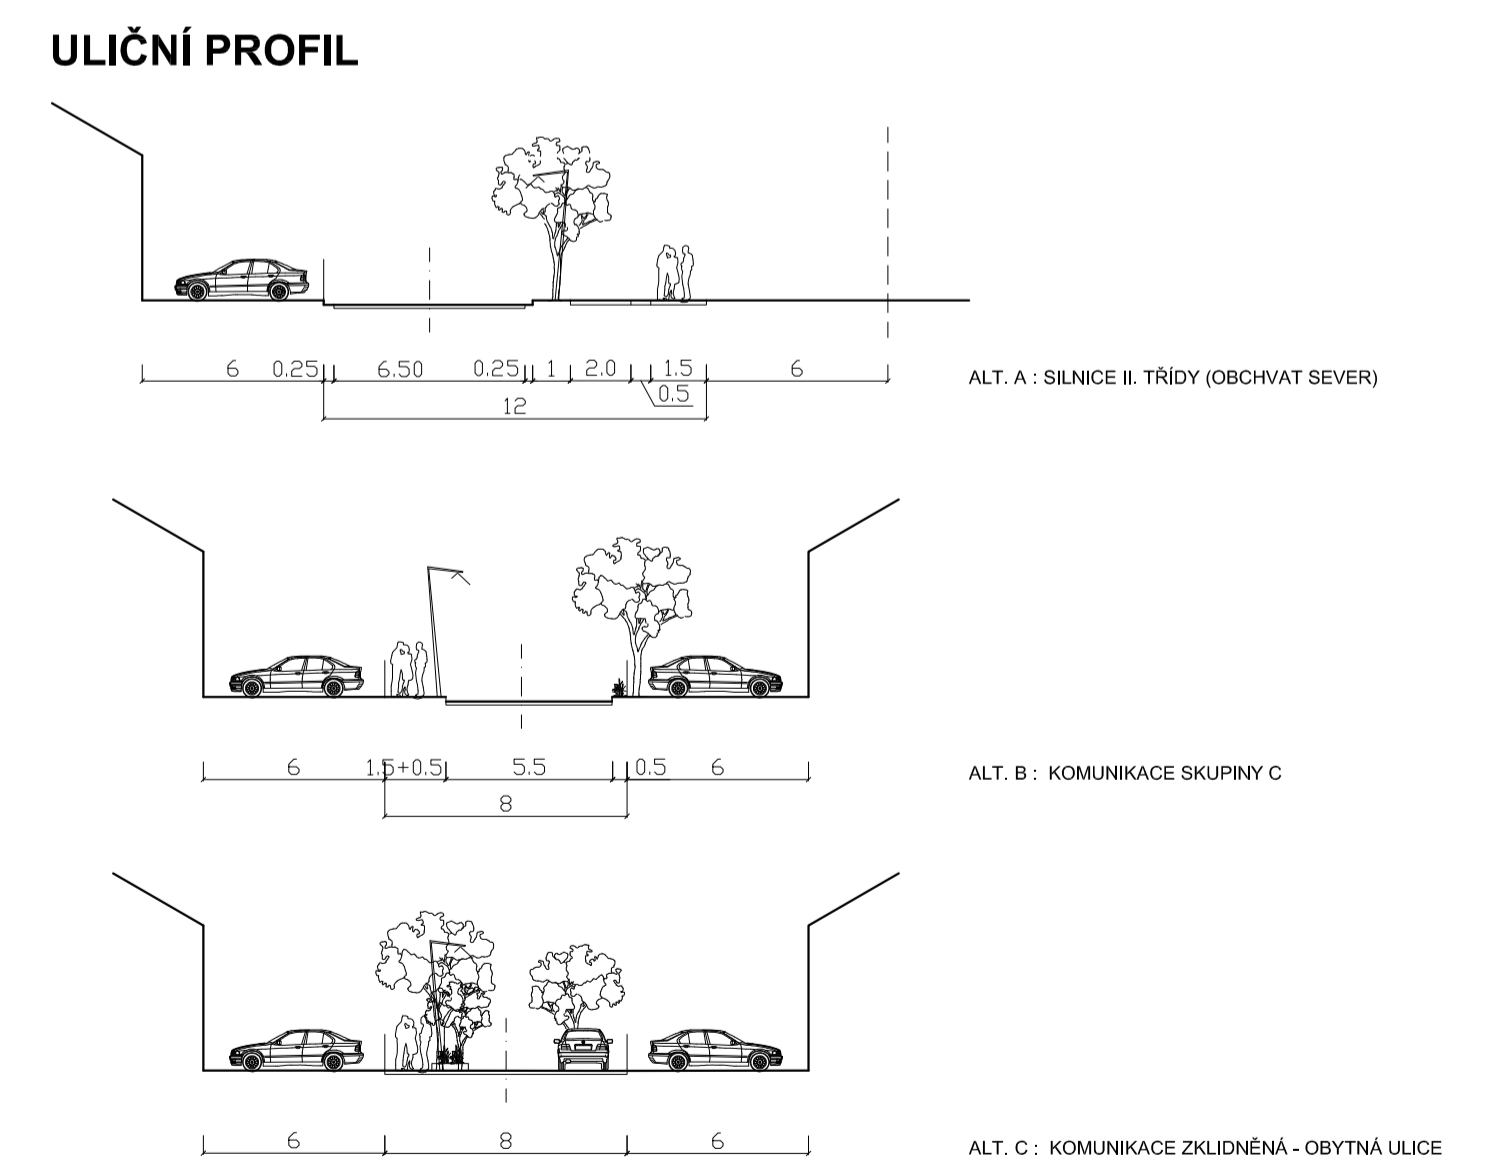 ULIČNÍ PROFIL
6 0.25 6.50 0.25 1 2.0 1.5 6
0.5
12
ALT. A : SILNICE II. TŘÍDY (OBCHVAT SEVER)
6 1.5+0.5 5.5 0.5 6
8
ALT. B : KOMUNIKACE SKUPINY C
6 8 6
ALT. C : KOMUNIKACE ZKLIDNĚNÁ - OBYTNÁ ULICE